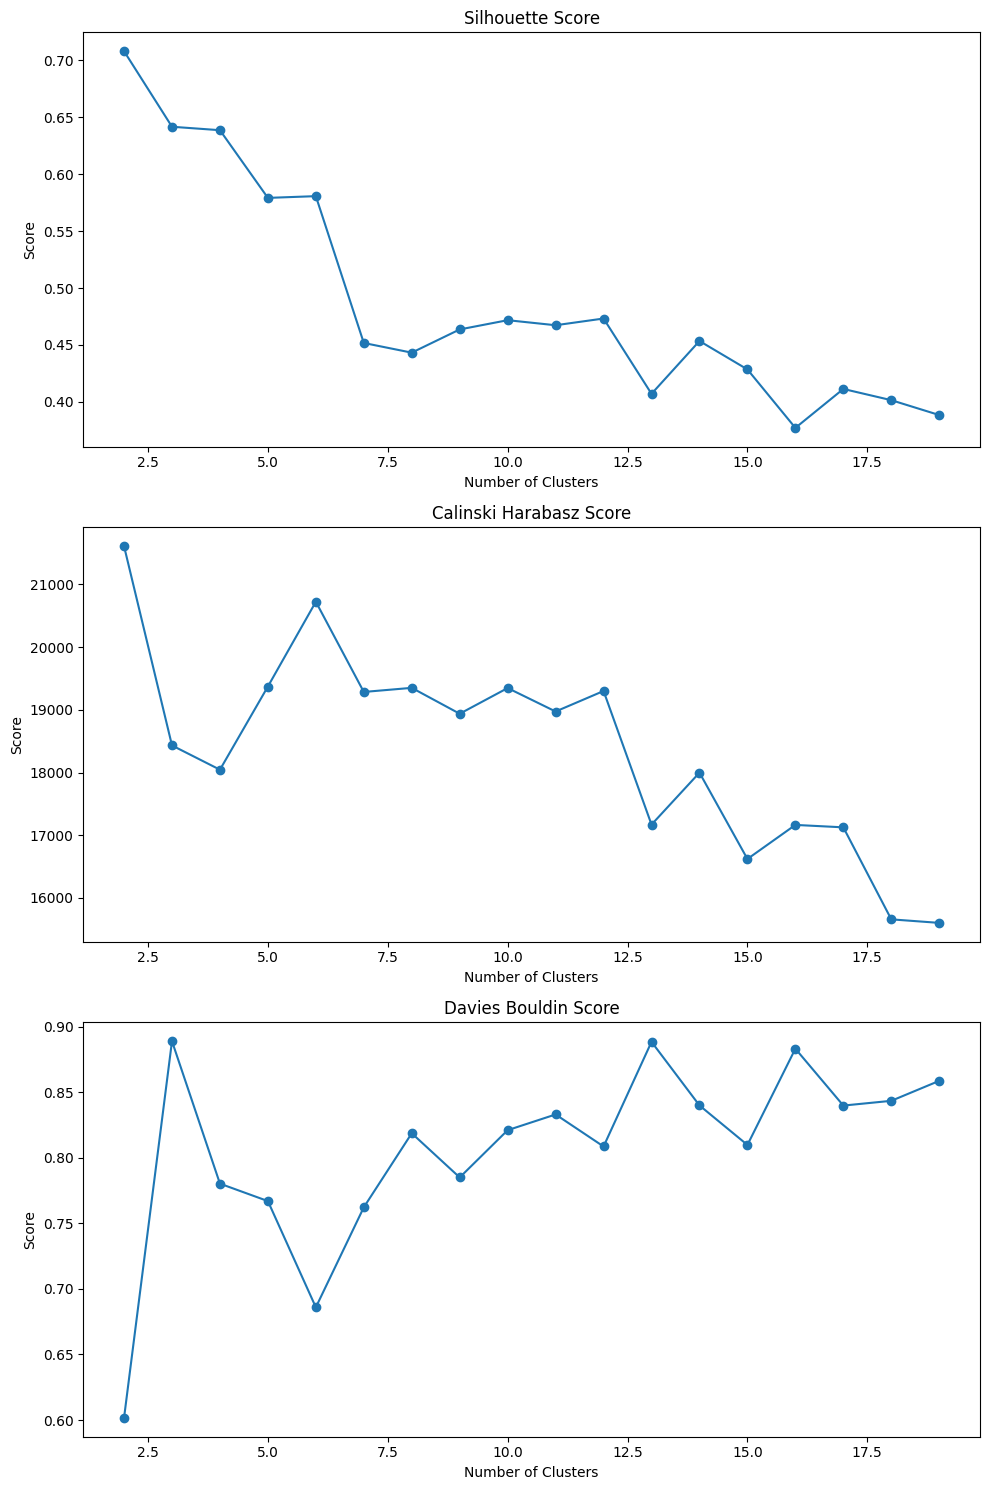 Silhouette Score
0.70
0.65
0.60
0.55
0.50
0.45
0.40
Score
2.5 5.0 7.5 10.0 12.5 15.0 17.5
Number of Clusters
Calinski Harabasz Score
21000
20000
19000
18000
17000
16000
Score
2.5 5.0 7.5 10.0 12.5 15.0 17.5
Number of Clusters
Davies Bouldin Score
0.90
0.85
0.80
0.75
0.70
0.65
0.60
Score
2.5 5.0 7.5 10.0 12.5 15.0 17.5
Number of Clusters